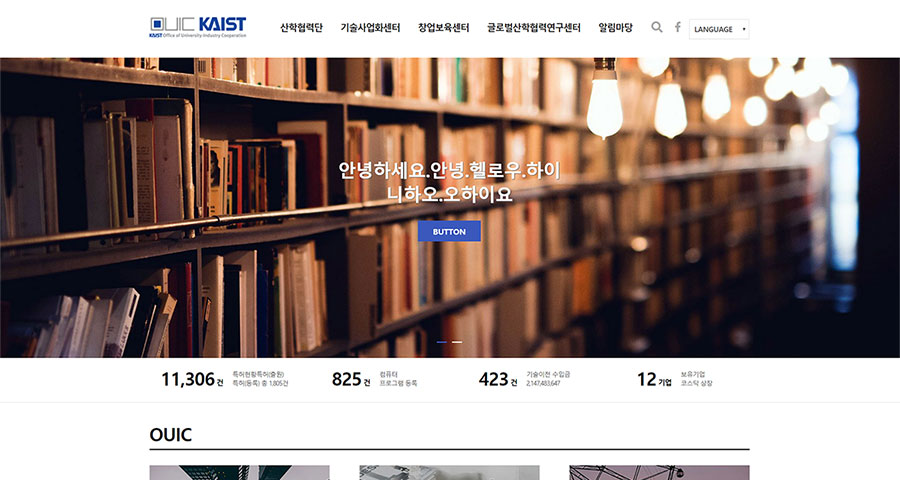 OUIC KAIST
KAIST Office of University-Industry Cooperation
산학협력단 기술사업화센터 창업보육센터 글로벌산학협력연구센터 알림마당 LANGUAGE
안녕하세요.안녕.헬로우.하이
니하오.오하이요
BUTTON
11,306 건 특허현황특허(출원)
특허(등록) 총 1,805건
825 건 컴퓨터
프로그램 등록
423 건 기술이전 수입금
2,147,483,647
12 기업 보유기업
코스닥 상장
OUIC